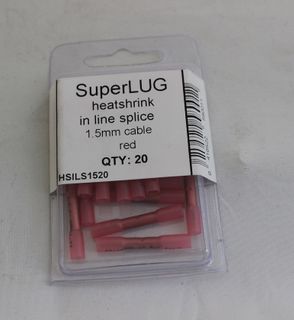 SuperLUG
heatshrink
in line splice
1.5mm cable
red
QTY: 20
HSILS1520